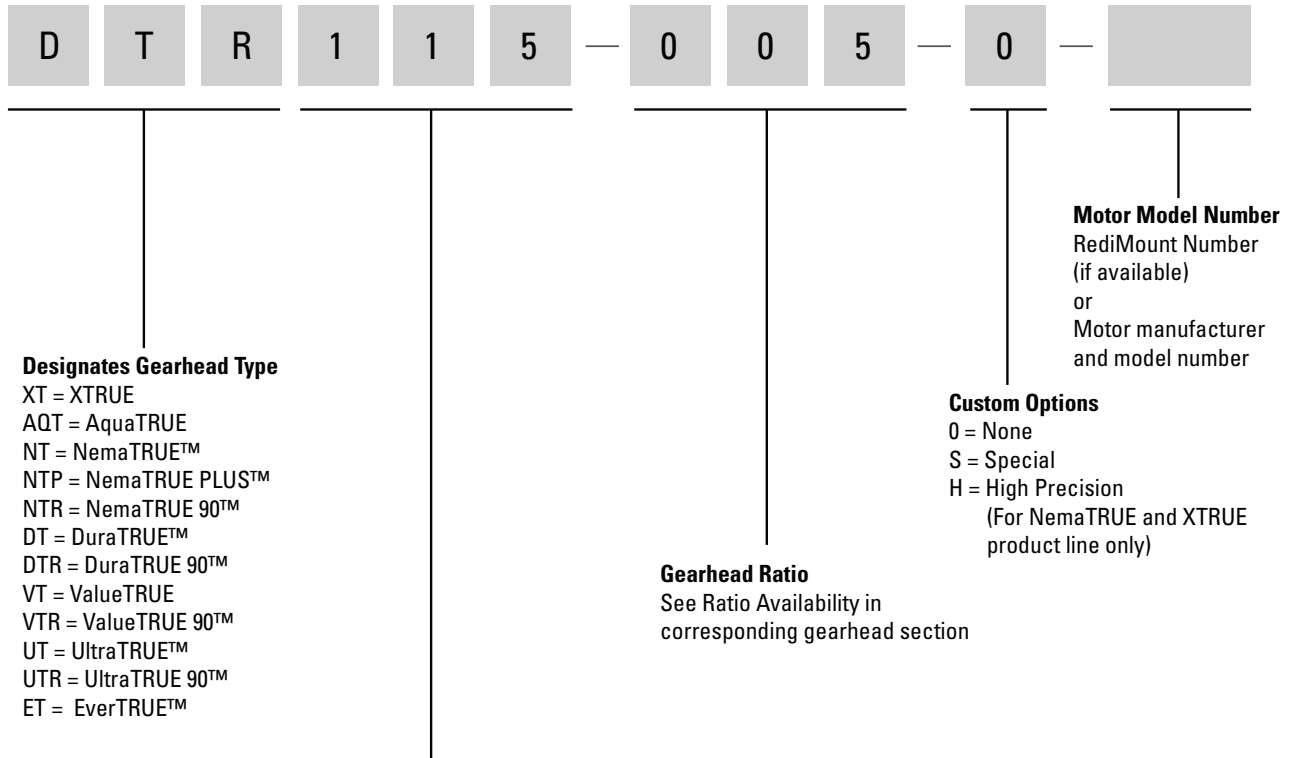 D T R 1 1 5 — 0 0 5 — 0 —
Motor Model Number
RediMount Number
(if available)
or
Motor manufacturer
and model number
Designates Gearhead Type
XT = XTRUE
AQT = AquaTRUE
NT = NemaTRUE™
NTP = NemaTRUE PLUS™
NTR = NemaTRUE 90™
DT = DuraTRUE™
DTR = DuraTRUE 90™
VT = ValueTRUE
VTR = ValueTRUE 90™
UT = UltraTRUE™
UTR = UltraTRUE 90™
ET = EverTRUE™
Custom Options
0 = None
S = Special
H = High Precision
(For NemaTRUE and XTRUE
product line only)
Gearhead Ratio
See Ratio Availability in
corresponding gearhead section